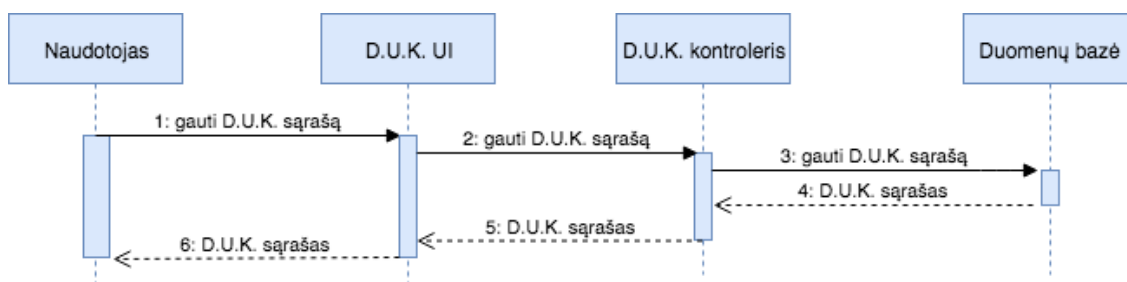 Naudotojas
D.U.K. UI
D.U.K. kontroleris
Duomenų bazė
1: gauti D.U.K. sąrašą
2: gauti D.U.K. sąrašą
3: gauti D.U.K. sąrašą
4: D.U.K. sąrašas
5: D.U.K. sąrašas
6: D.U.K. sąrašas